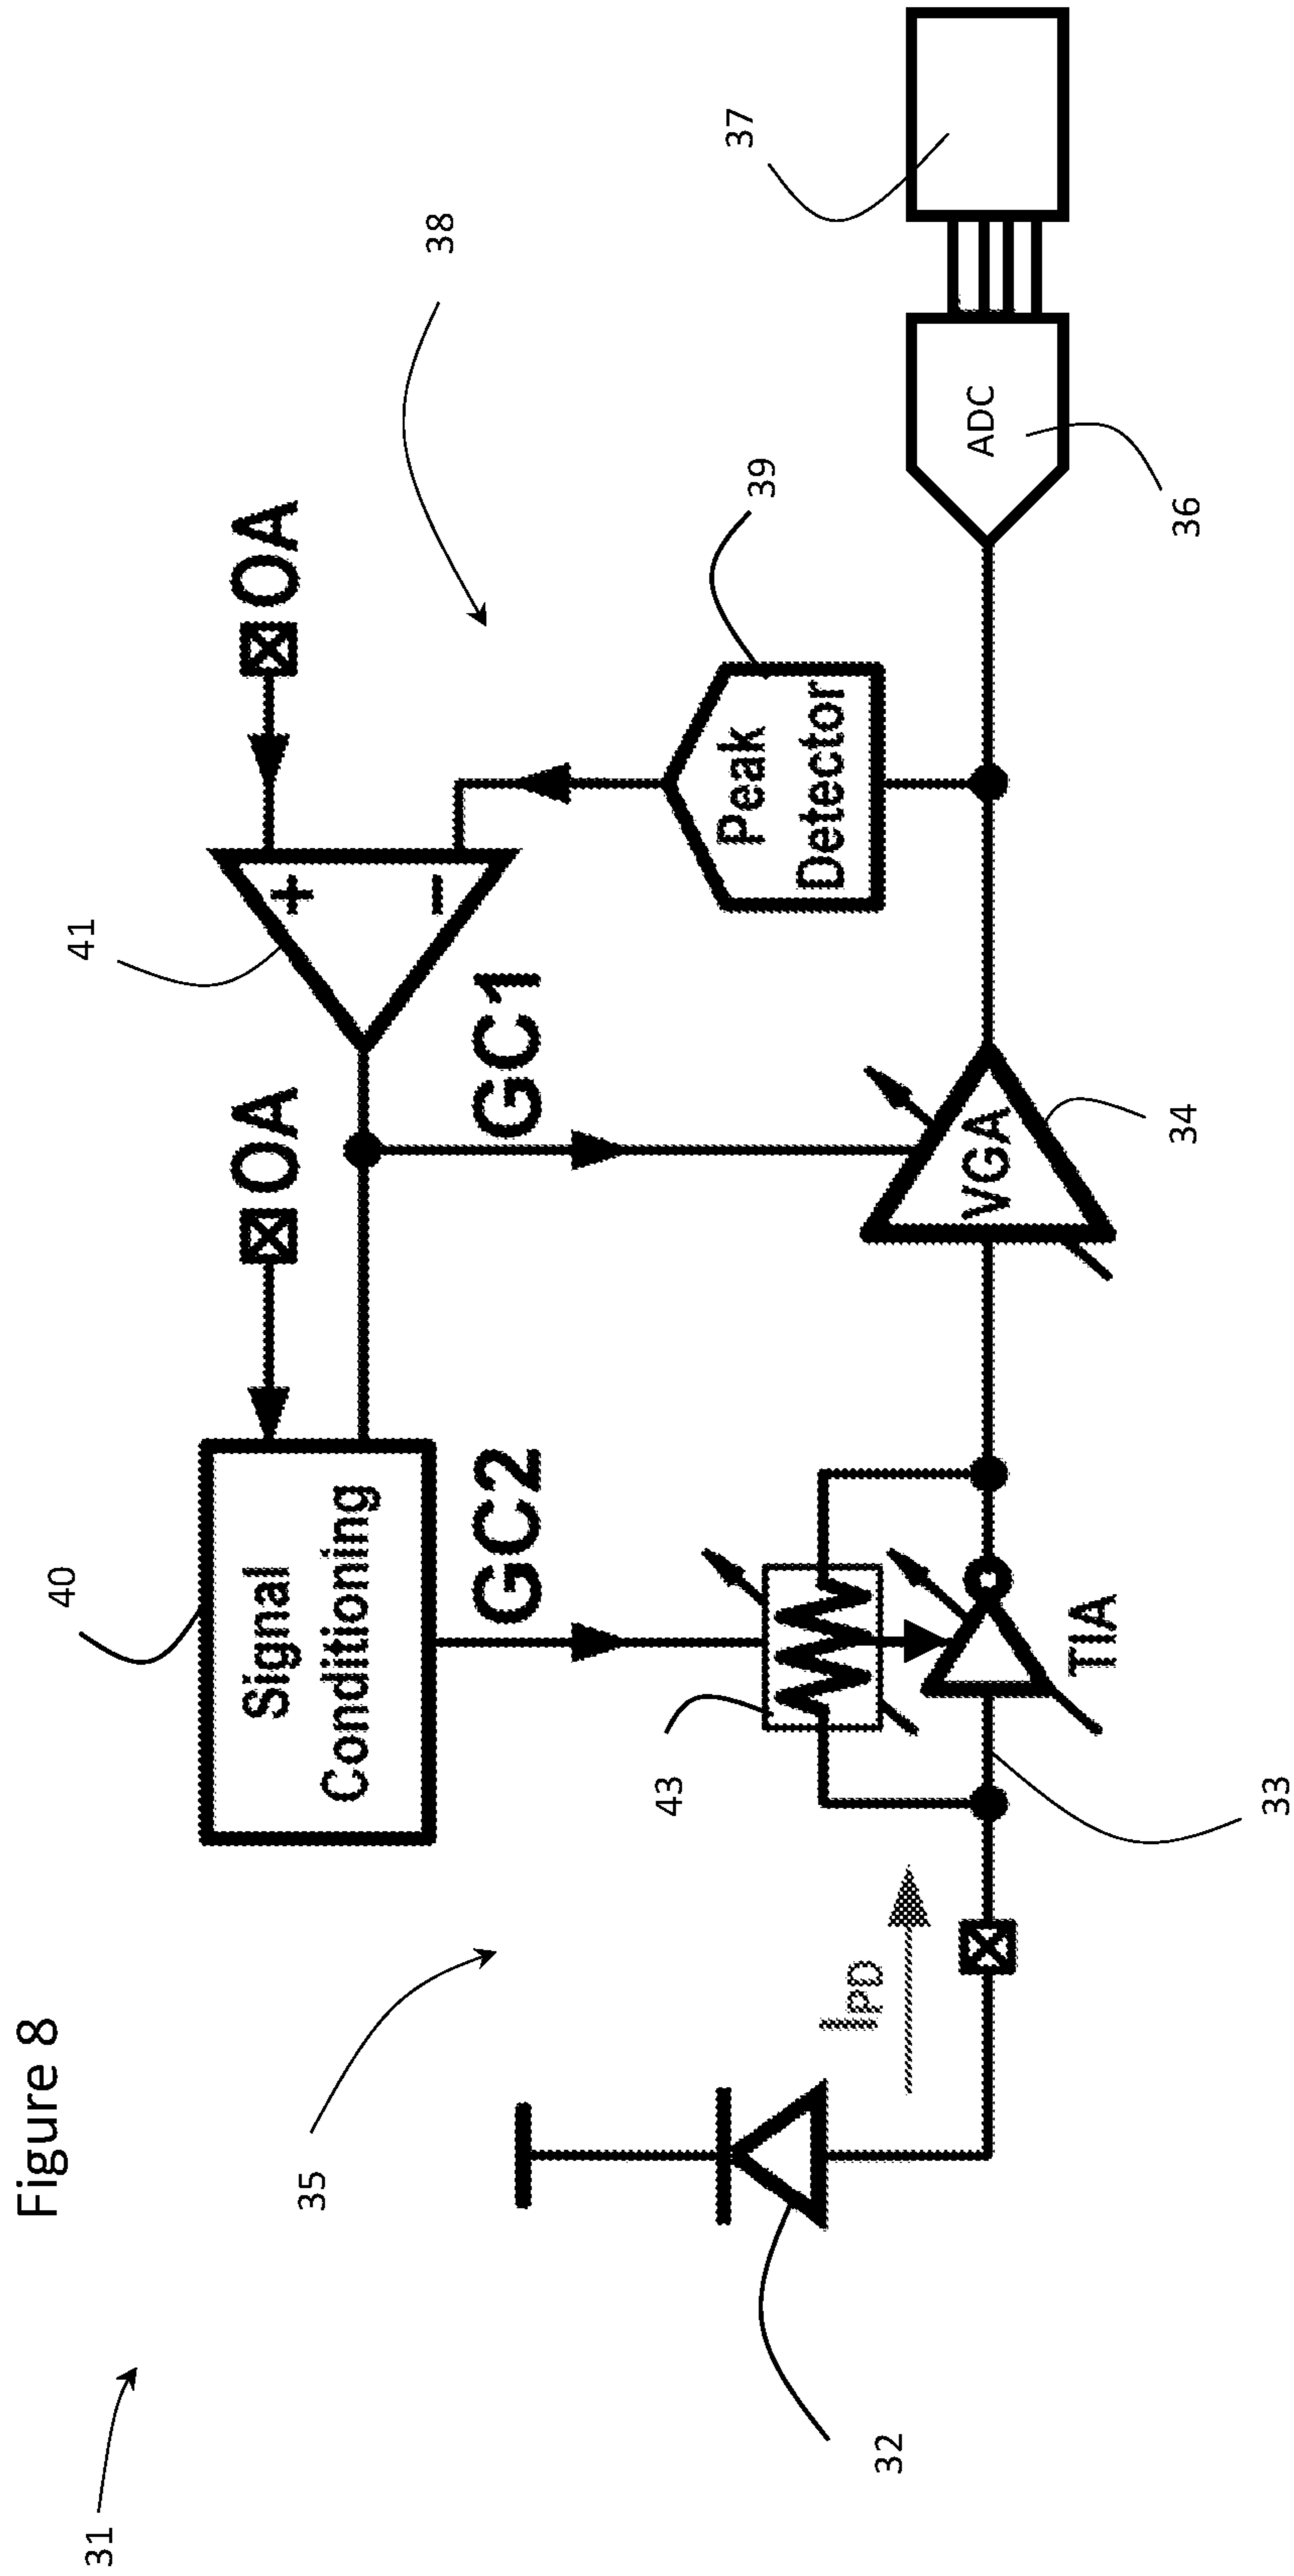 Figure 8
31
35
38
40
Signal
Conditioning
OA
41
OA
+
−
GC2
GC1
39
Peak
Detector
43
32
I_PD
33
TIA
VGA
34
ADC
36
37